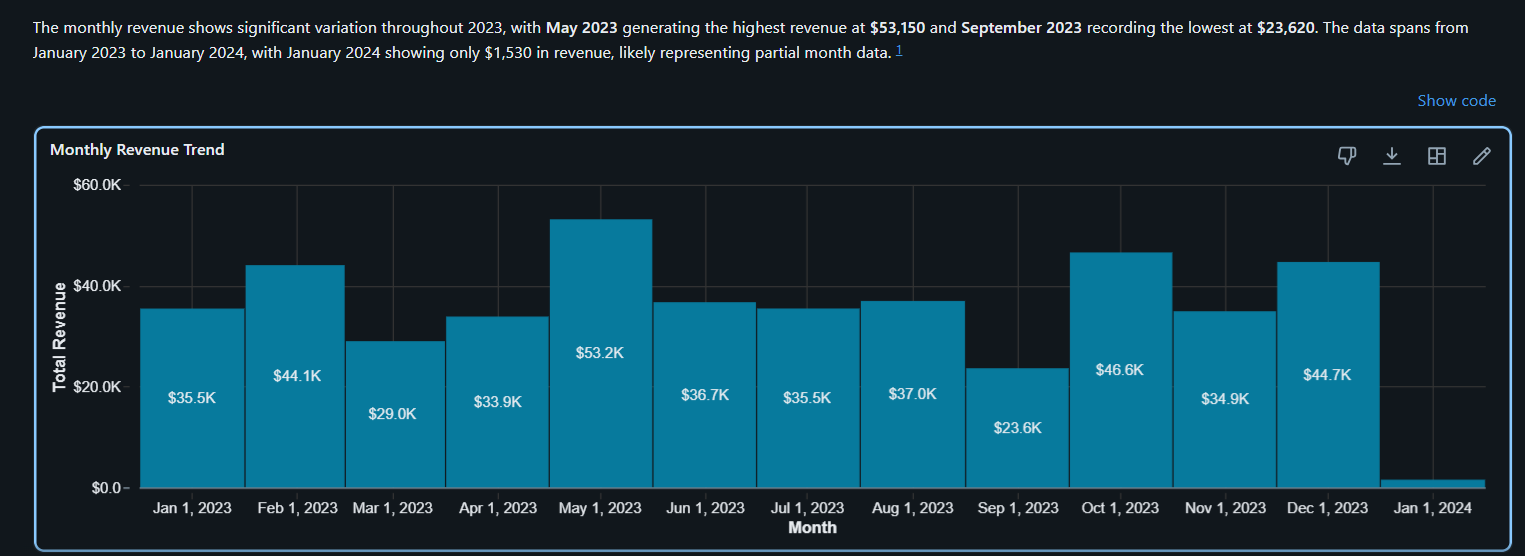 The monthly revenue shows significant variation throughout 2023, with May 2023 generating the highest revenue at $53,150 and September 2023 recording the lowest at $23,620. The data spans from
January 2023 to January 2024, with January 2024 showing only $1,530 in revenue, likely representing partial month data. 1
Show code
Monthly Revenue Trend
Total Revenue
$60.0K
$40.0K
$20.0K
$0.0
$35.5K
$44.1K
$29.0K
$33.9K
$53.2K
$36.7K
$35.5K
$37.0K
$23.6K
$46.6K
$34.9K
$44.7K
Jan 1, 2023 Feb 1, 2023 Mar 1, 2023 Apr 1, 2023 May 1, 2023 Jun 1, 2023 Jul 1, 2023 Aug 1, 2023 Sep 1, 2023 Oct 1, 2023 Nov 1, 2023 Dec 1, 2023 Jan 1, 2024
Month